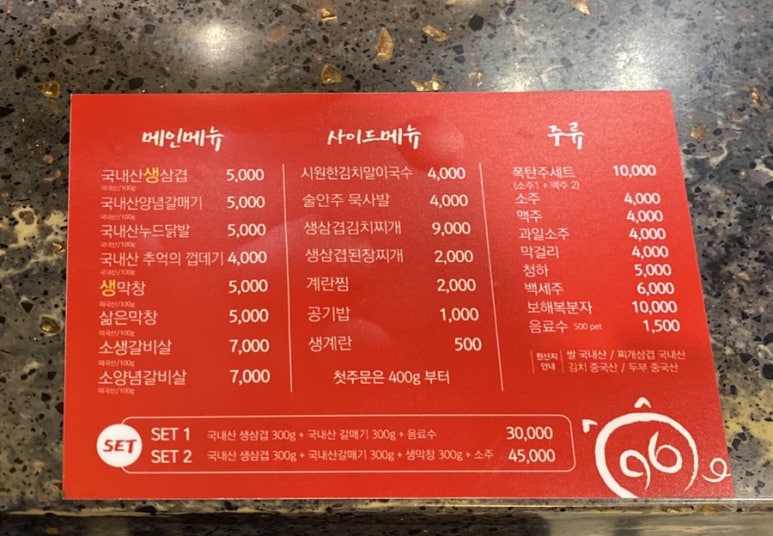 메인메뉴
국내산생삼겹 5,000
국내산/100g
국내산양념갈매기 5,000
국내산/100g
국내산누드닭발 5,000
국내산/100g
국내산 추억의 껍데기 4,000
국내산/100g
생막창 5,000
미국산/100g
삶은막창 5,000
미국산/100g
소생갈비살 7,000
미국산/100g
소양념갈비살 7,000
미국산/100g
사이드메뉴
시원한김치말이국수 4,000
술안주 묵사발 4,000
생삼겹김치찌개 9,000
생삼겹된장찌개 2,000
계란찜 2,000
공기밥 1,000
생계란 500
첫주문은 400g 부터
주류
폭탄주세트 10,000
(소주1 + 맥주 2)
소주 4,000
맥주 4,000
과일소주 4,000
막걸리 4,000
청하 5,000
백세주 6,000
보해복분자 10,000
음료수 500 pet 1,500
원산지 안내
쌀 국내산 / 찌개삼겹 국내산
김치 중국산 / 두부 중국산
SET
SET 1 국내산 생삼겹 300g + 국내산 갈매기 300g + 음료수 30,000
SET 2 국내산 생삼겹 300g + 국내산갈매기 300g + 생막창 300g + 소주 45,000